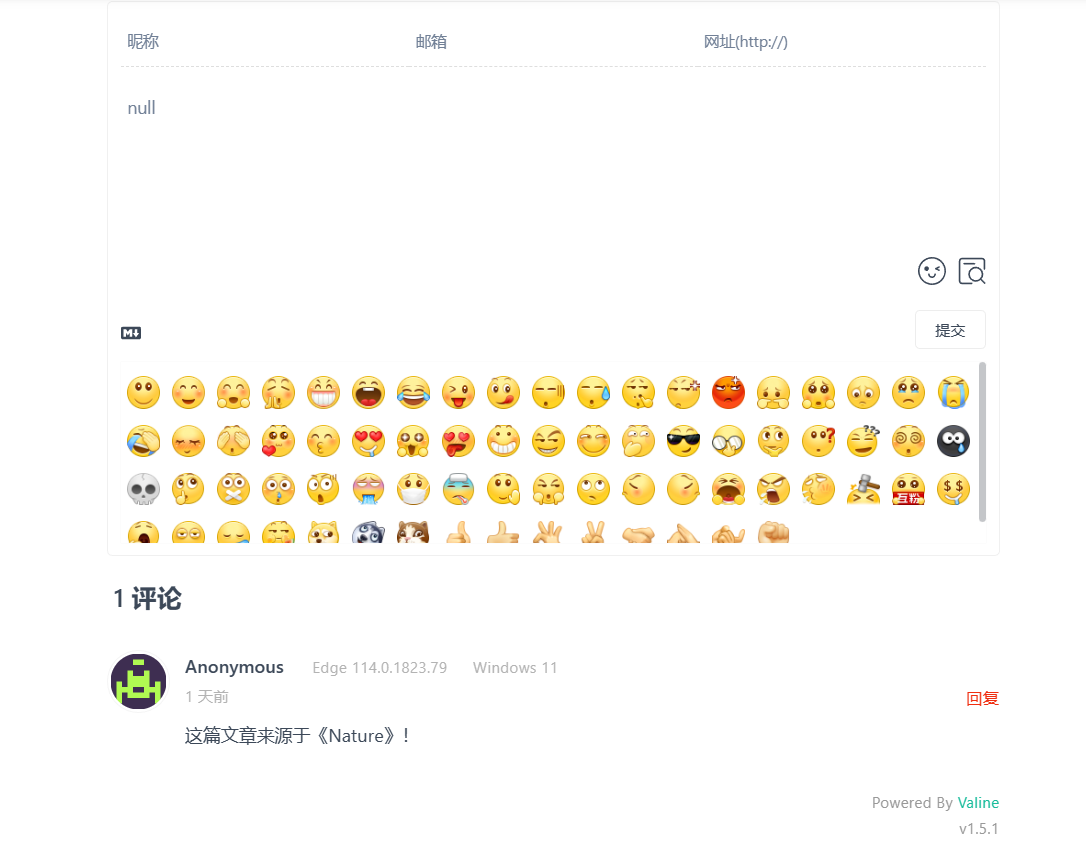 昵称 邮箱 网址(http://)
null
M↓
提交
互粉
$ $
1 评论
Anonymous Edge 114.0.1823.79 Windows 11
1 天前
回复
这篇文章来源于《Nature》！
Powered By Valine
v1.5.1